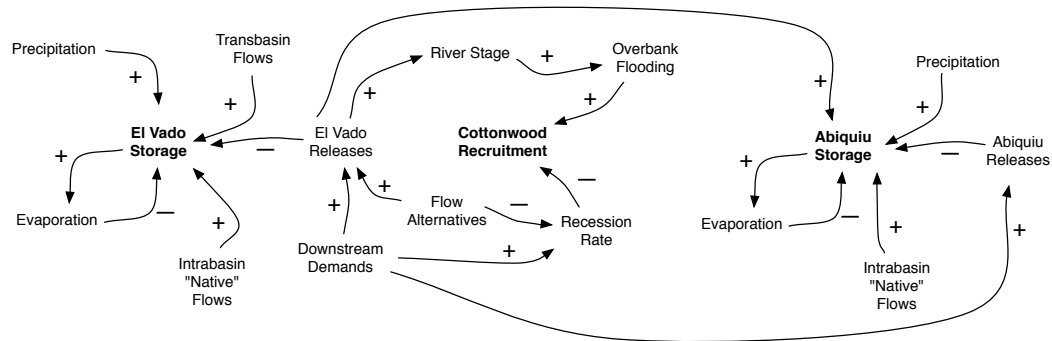 Precipitation
Transbasin
Flows
River Stage
Overbank
Flooding
Precipitation
+
+
+
+
+
+
+
El Vado
Storage
El Vado
Releases
Cottonwood
Recruitment
Abiquiu
Storage
Abiquiu
Releases
+
—
—
+
—
Evaporation
—
+
+
+
Flow
Alternatives
—
Recession
Rate
Evaporation
—
+
+
Downstream
Demands
+
Intrabasin
"Native"
Flows
Intrabasin
"Native"
Flows